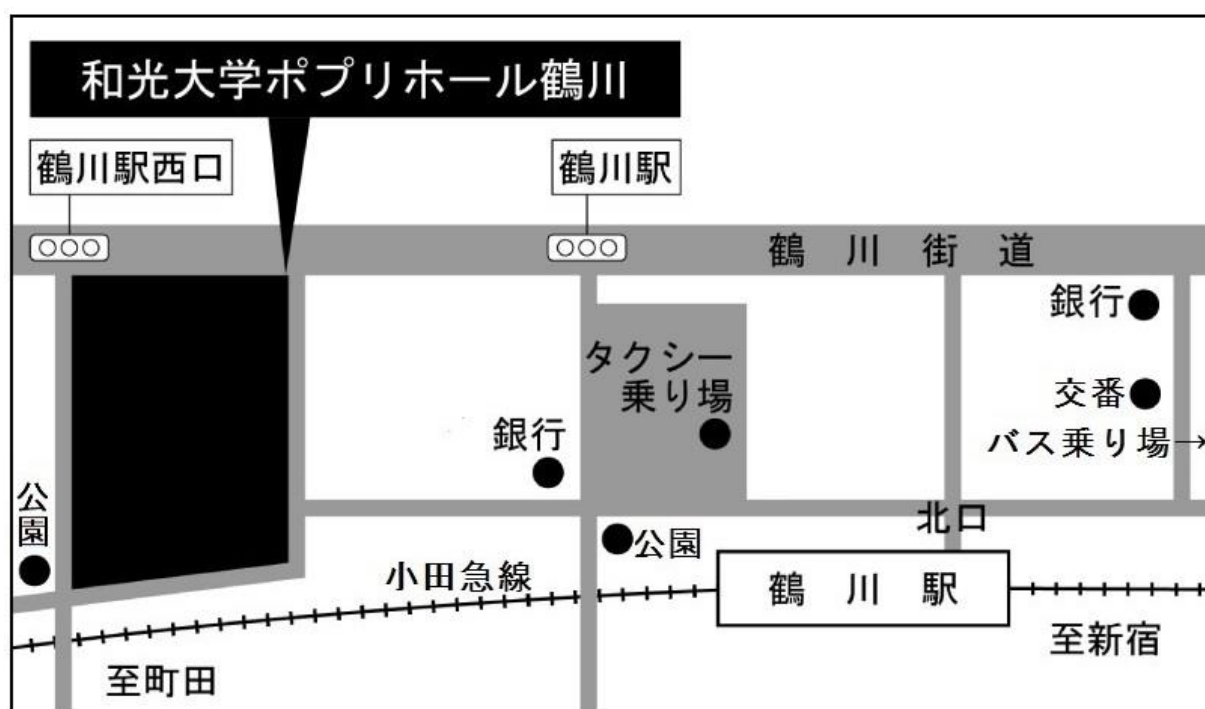 和光大学ポプリホール鶴川
鶴川駅西口
鶴川駅
鶴川街道
銀行
タクシー
乗り場
交番
銀行
バス乗り場→
公園
北口
公園
小田急線
鶴川駅
至新宿
至町田